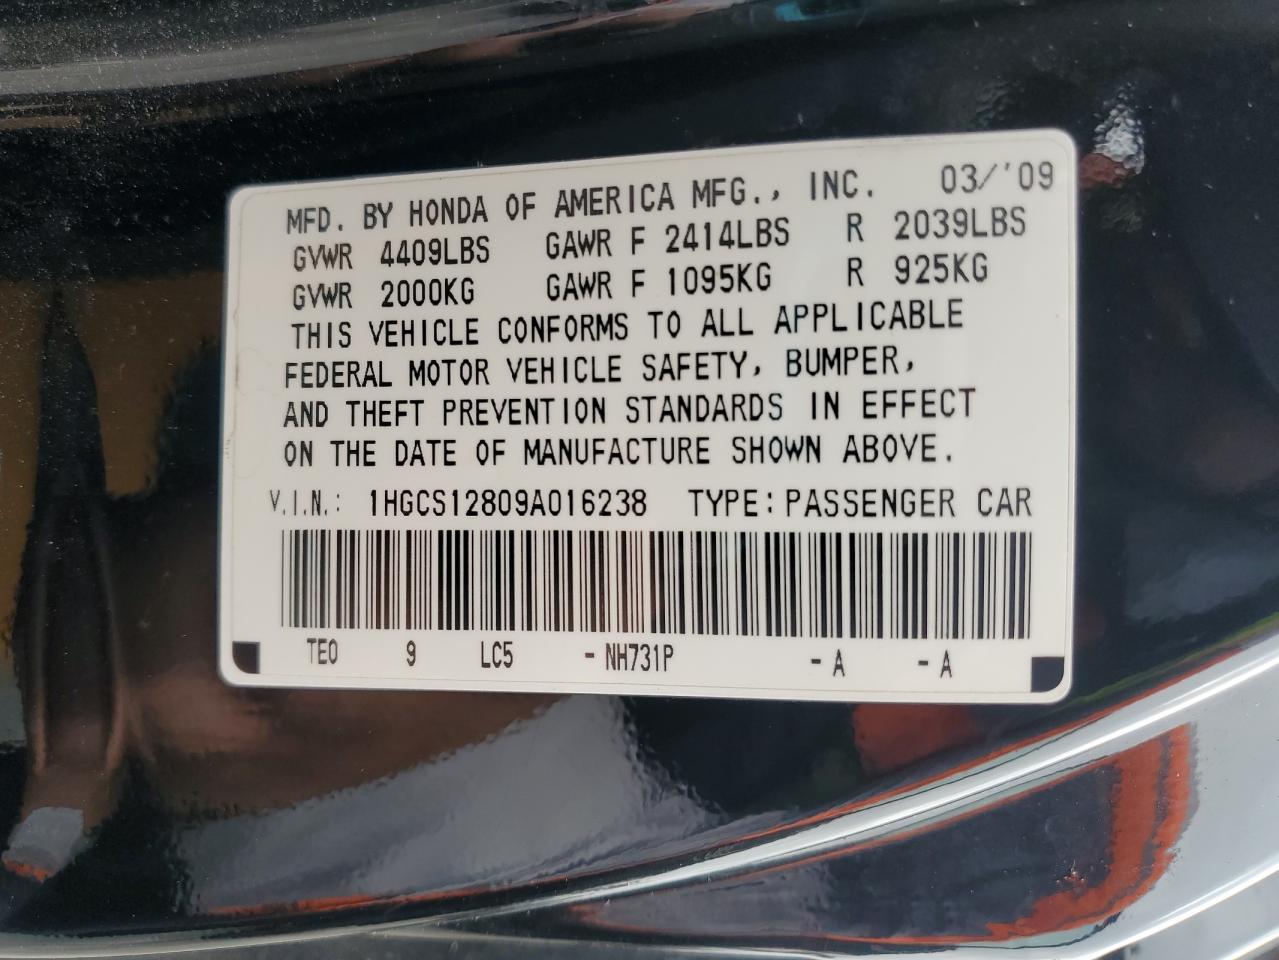 MFD. BY HONDA OF AMERICA MFG., INC. 03/'09
GVWR 4409LBS GAWR F 2414LBS R 2039LBS
GVWR 2000KG GAWR F 1095KG R 925KG
THIS VEHICLE CONFORMS TO ALL APPLICABLE
FEDERAL MOTOR VEHICLE SAFETY, BUMPER,
AND THEFT PREVENTION STANDARDS IN EFFECT
ON THE DATE OF MANUFACTURE SHOWN ABOVE.
V.I.N.: 1HGCS12809A016238 TYPE: PASSENGER CAR
TE0 9 LC5 - NH731P - A - A